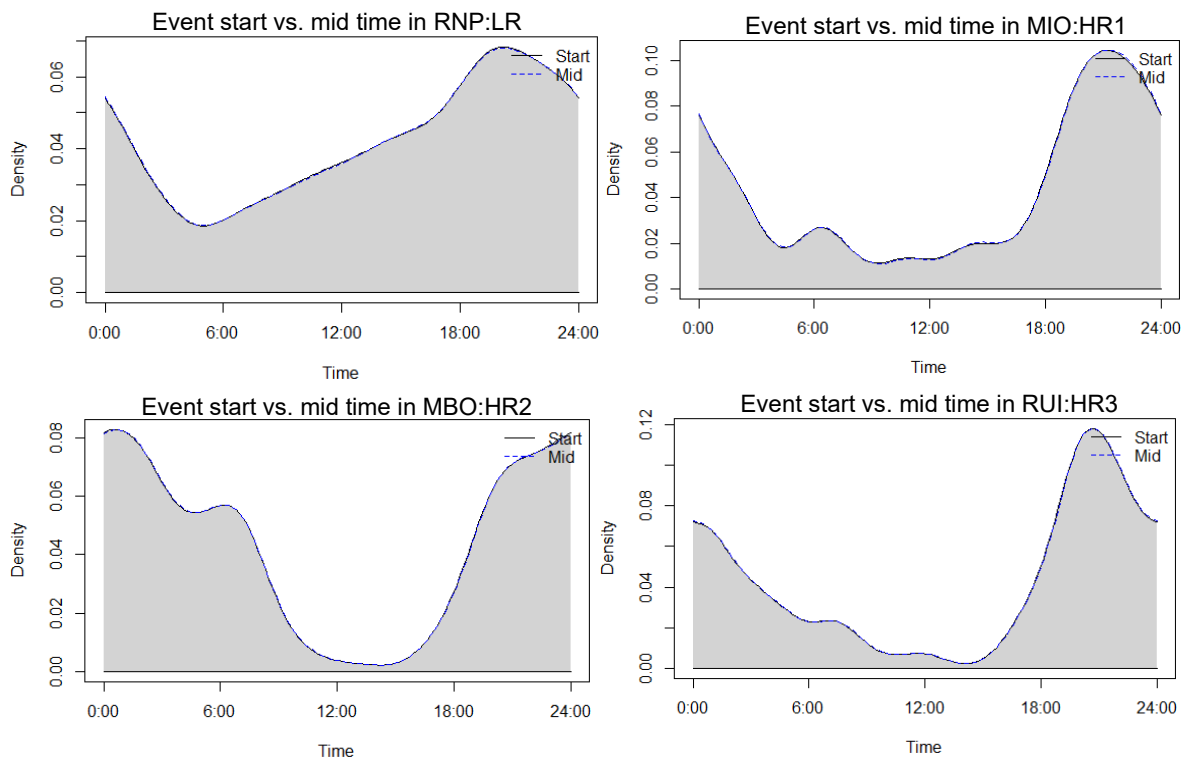 Event start vs. mid time in RNP:LR
Start
Mid
Density
0.00
0.02
0.04
0.06
0:00
6:00
12:00
18:00
24:00
Time
Event start vs. mid time in MIO:HR1
Start
Mid
Density
0.00
0.02
0.04
0.06
0.08
0.10
0:00
6:00
12:00
18:00
24:00
Time
Event start vs. mid time in MBO:HR2
Start
Mid
Density
0.00
0.02
0.04
0.06
0.08
0:00
6:00
12:00
18:00
24:00
Time
Event start vs. mid time in RUI:HR3
Start
Mid
Density
0.00
0.04
0.08
0.12
0:00
6:00
12:00
18:00
24:00
Time